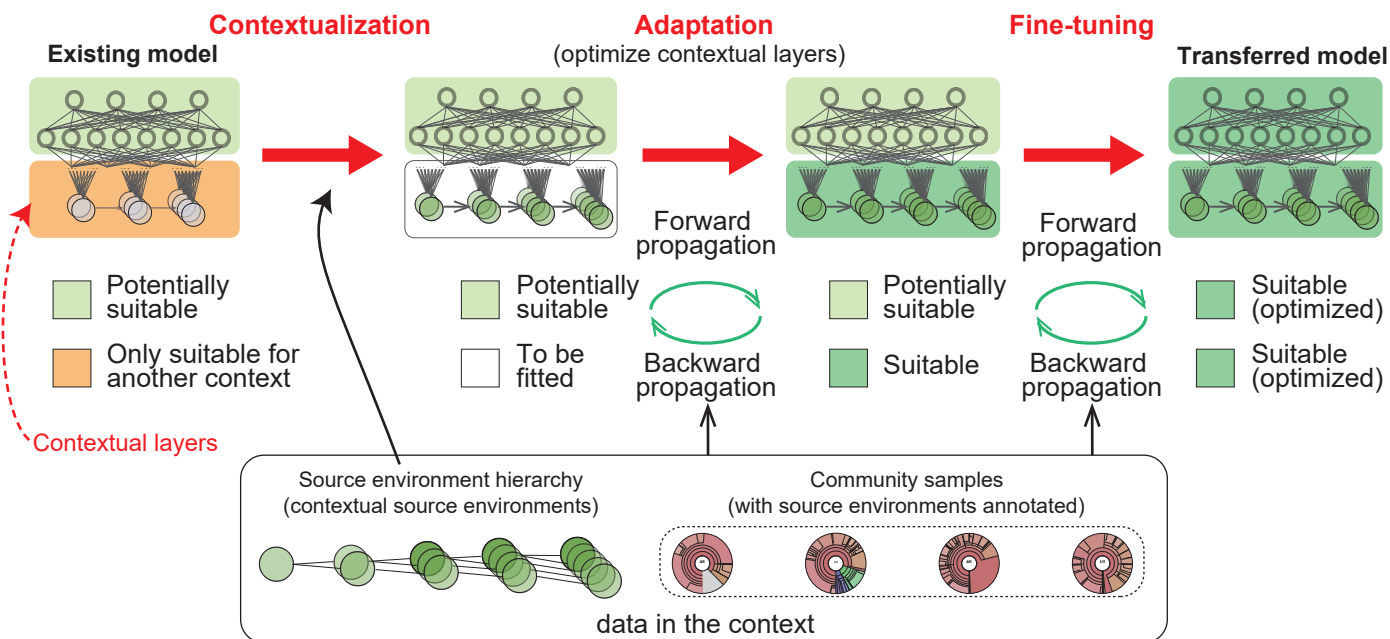 Contextualization
Adaptation
Fine-tuning
Existing model
(optimize contextual layers)
Transferred model
Forward
propagation
Forward
propagation
Potentially
suitable
Potentially
suitable
Potentially
suitable
Suitable
(optimized)
Only suitable for
another context
To be
fitted
Backward
propagation
Suitable
Backward
propagation
Suitable
(optimized)
Contextual layers
Source environment hierarchy
(contextual source environments)
Community samples
(with source environments annotated)
data in the context